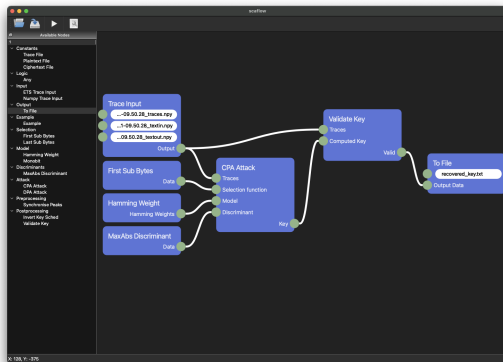 scaflow
Available Nodes
Constants
Trace File
Plaintext File
Ciphertext File
Logic
Any
Input
ETS Trace Input
Numpy Trace Input
Output
To File
Example
Example
Selection
First Sub Bytes
Last Sub Bytes
Model
Hamming Weight
Monobit
Discriminants
MaxAbs Discriminant
Attack
CPA Attack
CPA Attack
Preprocessing
Synchronise Peaks
Postprocessing
Invert Key Sched
Validate Key
Trace Input
...-09.50.28_traces.npy
...1-09.50.28_textin.npy
...09.50.28_textout.npy
Output
First Sub Bytes
Data
Hamming Weight
Hamming Weights
MaxAbs Discriminant
Data
CPA Attack
Traces
Selection function
Model
Discriminant
Key
Validate Key
Traces
Computed Key
Valid
To File
recovered_key.txt
Output Data
X: 128, Y: -375